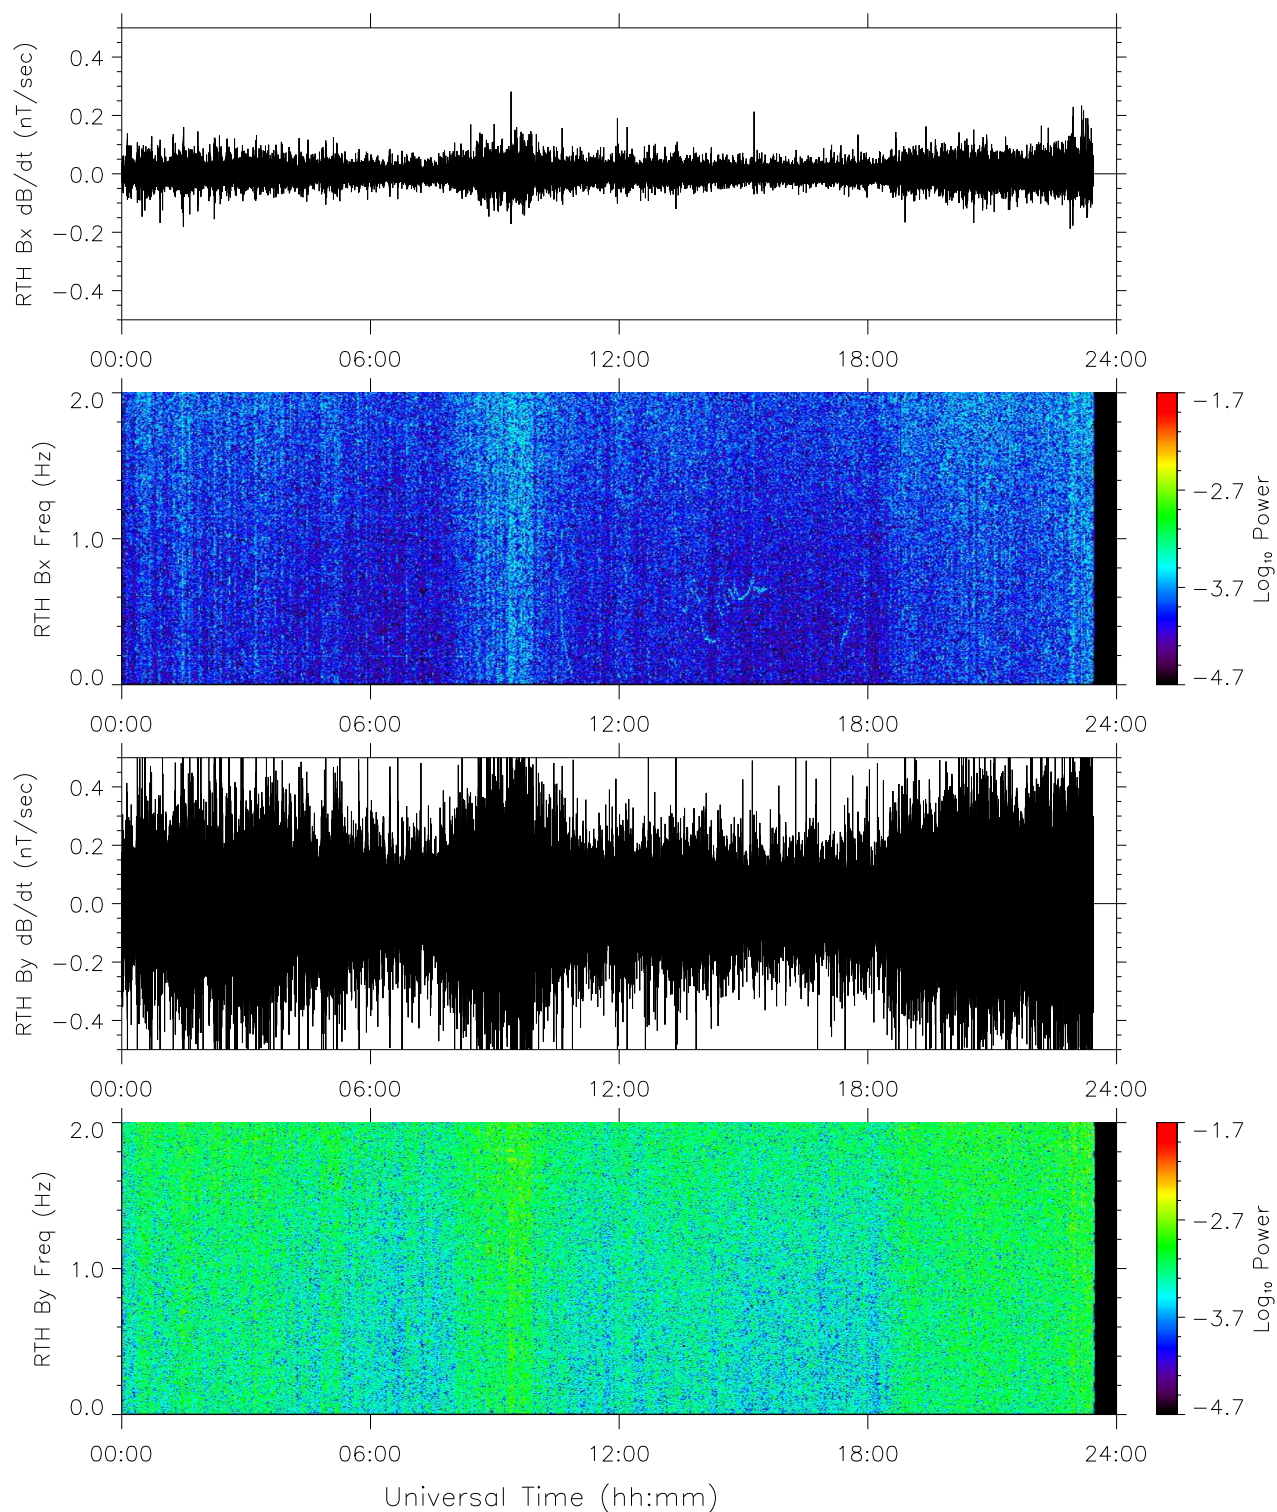 RTH Bx dB/dt (nT/sec)
0.4
0.2
0.0
−0.2
−0.4
00:00 06:00 12:00 18:00 24:00
RTH Bx Freq (Hz)
2.0
1.0
0.0
−1.7
−2.7
−3.7
−4.7
Log₁₀ Power
00:00 06:00 12:00 18:00 24:00
RTH By dB/dt (nT/sec)
0.4
0.2
0.0
−0.2
−0.4
00:00 06:00 12:00 18:00 24:00
RTH By Freq (Hz)
2.0
1.0
0.0
−1.7
−2.7
−3.7
−4.7
Log₁₀ Power
00:00 06:00 12:00 18:00 24:00
Universal Time (hh:mm)